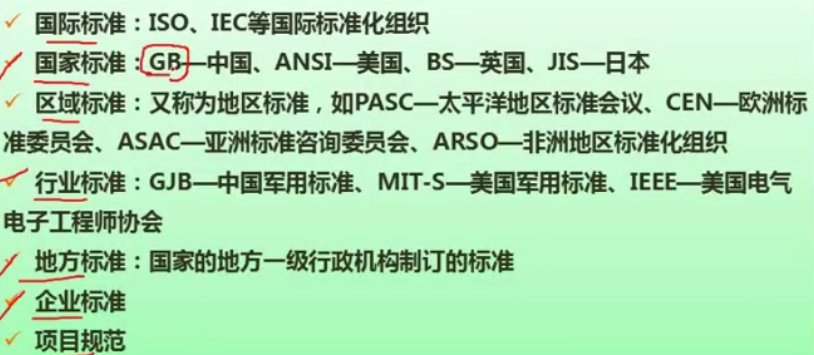 ✓ 国际标准：ISO、IEC等国际标准化组织
✓ 国家标准：GB—中国、ANSI—美国、BS—英国、JIS—日本
✓ 区域标准：又称为地区标准，如PASC—太平洋地区标准会议、CEN—欧洲标
准委员会、ASAC—亚洲标准咨询委员会、ARSO—非洲地区标准化组织
✓ 行业标准：GJB—中国军用标准、MIT-S—美国军用标准、IEEE—美国电气
电子工程师协会
✓ 地方标准：国家的地方一级行政机构制订的标准
✓ 企业标准
✓ 项目规范